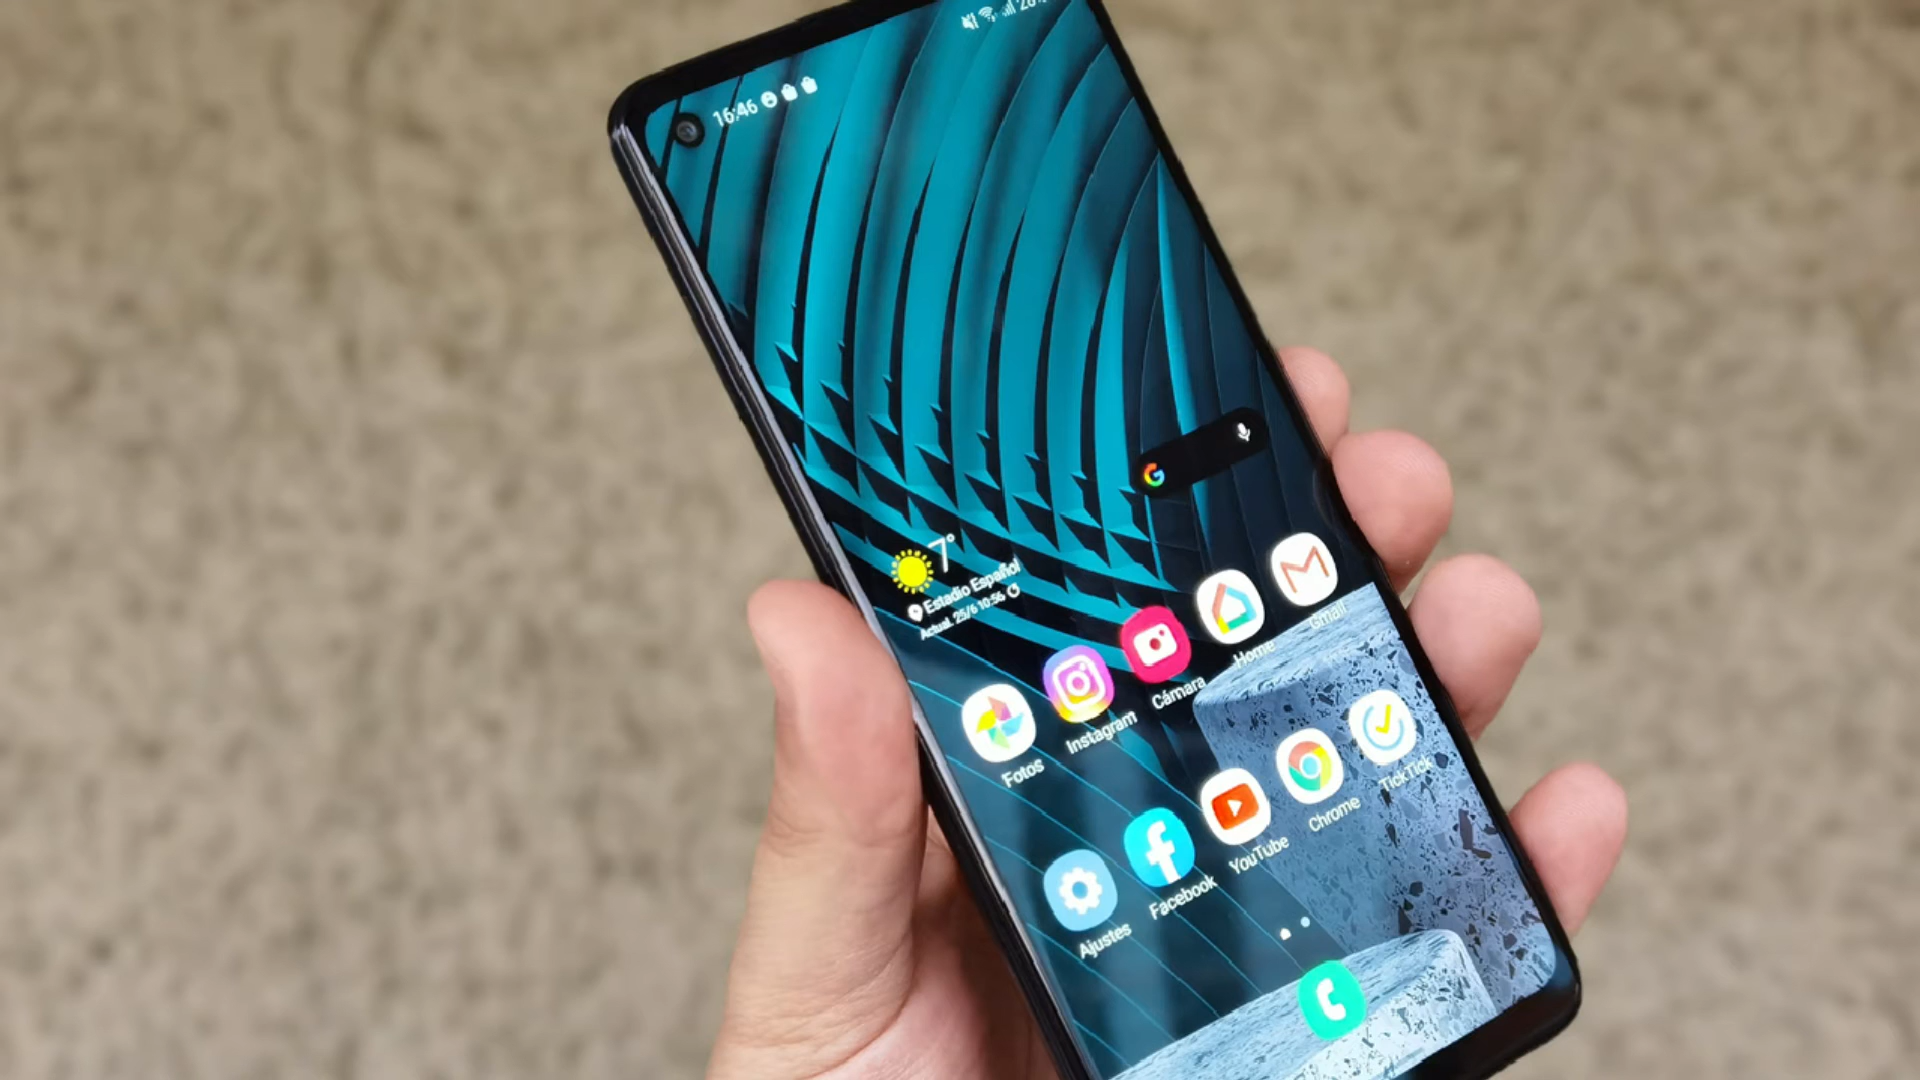 16:46
7°
Estadio Español
Actual. 25/6 10:56
Fotos
Instagram
Cámara
Home
Gmail
Ajustes
Facebook
YouTube
Chrome
TickTick